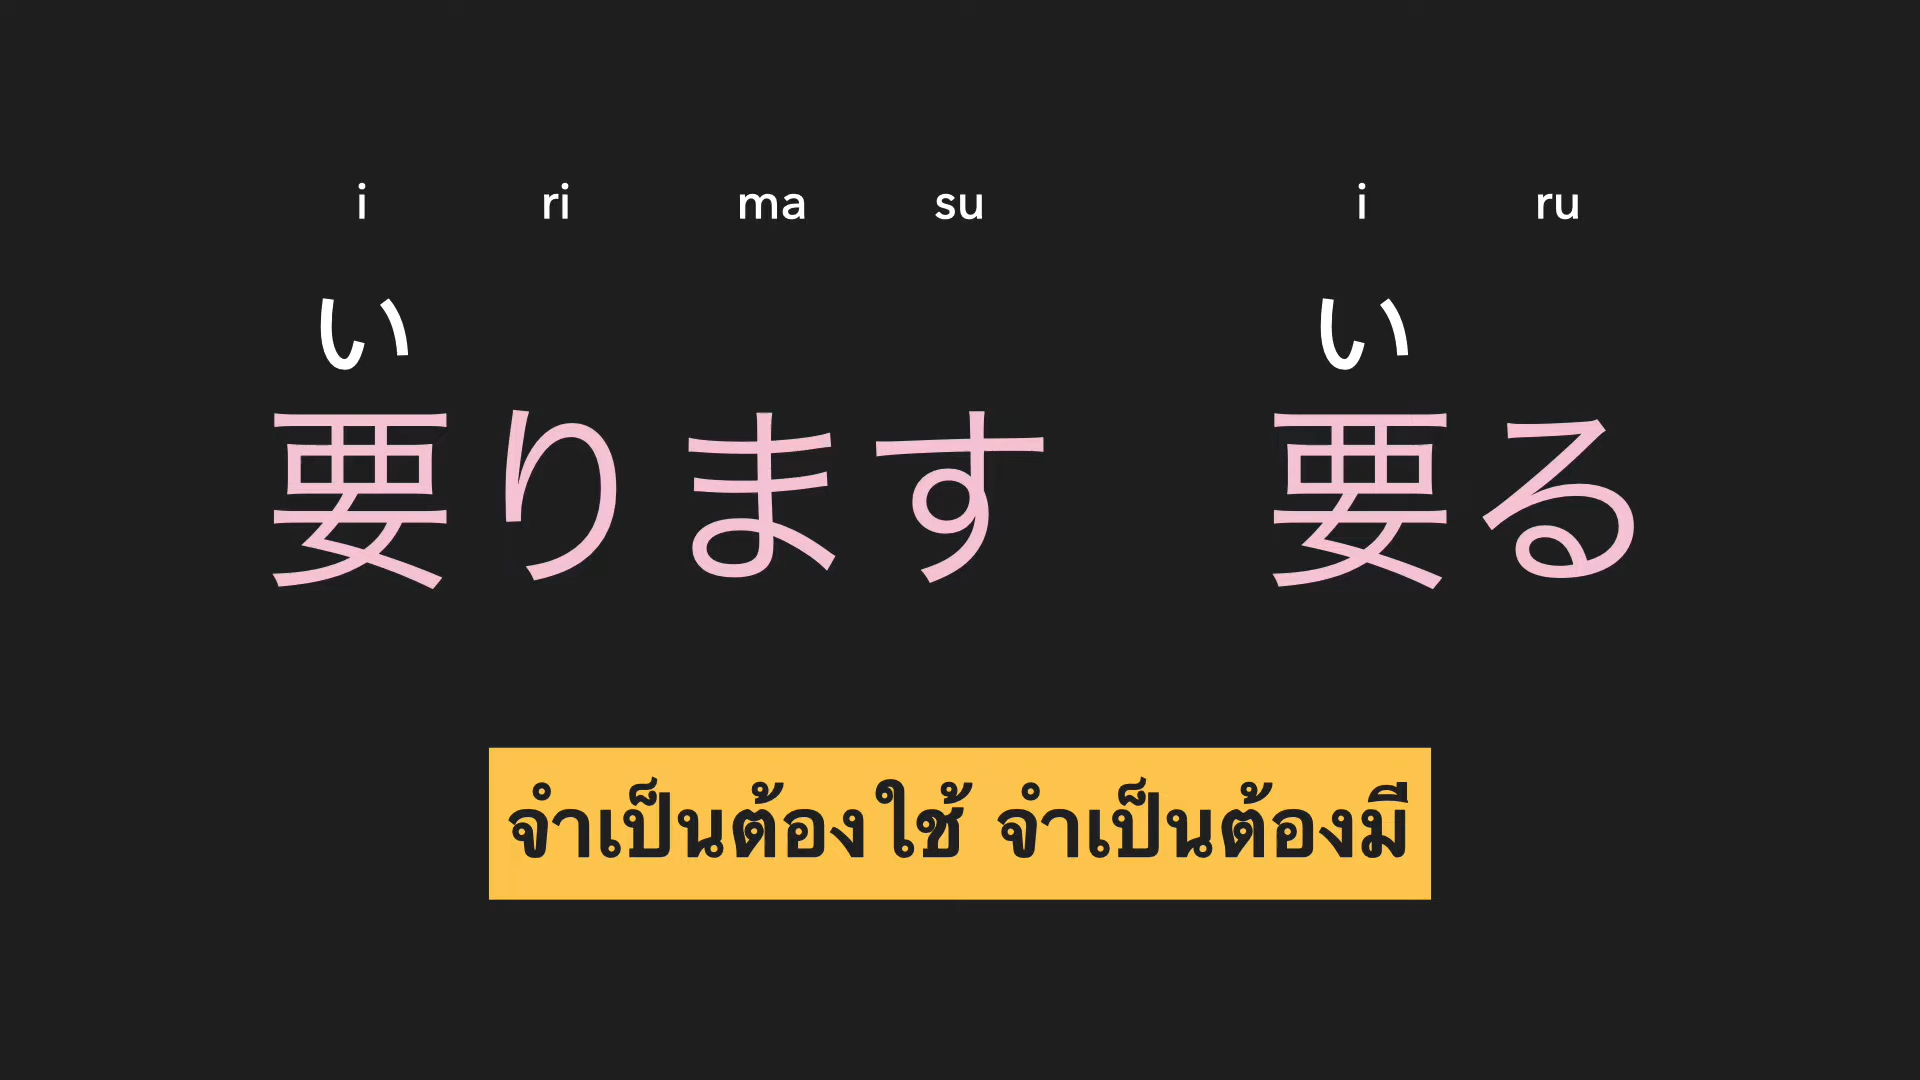 i ri ma su i ru
い い
要ります 要る
จำเป็นต้องใช้ จำเป็นต้องมี